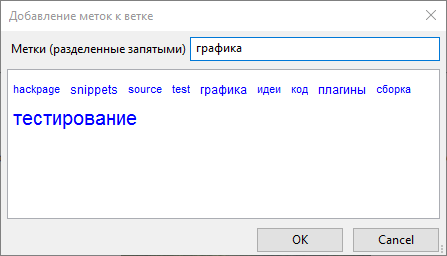 Добавление меток к ветке
Метки (разделенные запятыми) графика
hackpage snippets source test графика идеи код плагины сборка
тестирование
OK Cancel